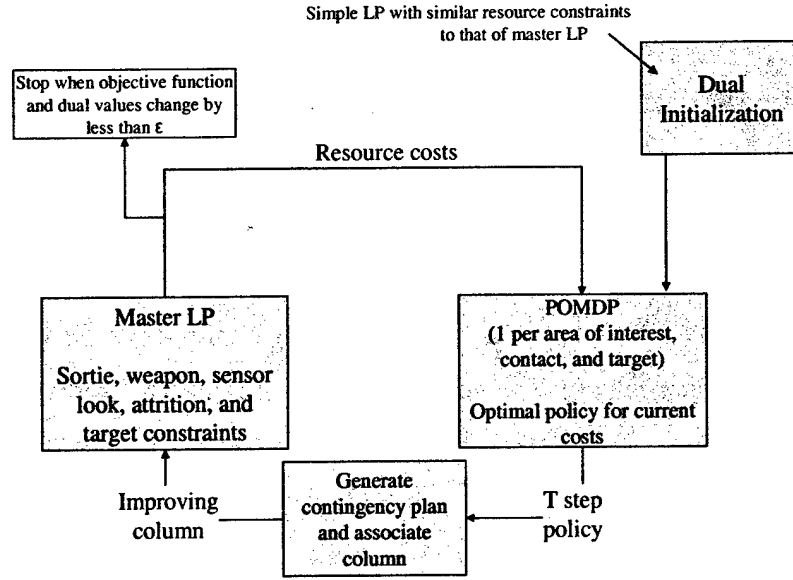 Simple LP with similar resource constraints
to that of master LP
Dual
Initialization
Stop when objective function
and dual values change by
less than ε
Resource costs
Master LP
Sortie, weapon, sensor
look, attrition, and
target constraints
POMDP
(1 per area of interest,
contact, and target)
Optimal policy for current
costs
Improving
column
Generate
contingency plan
and associate
column
T step
policy